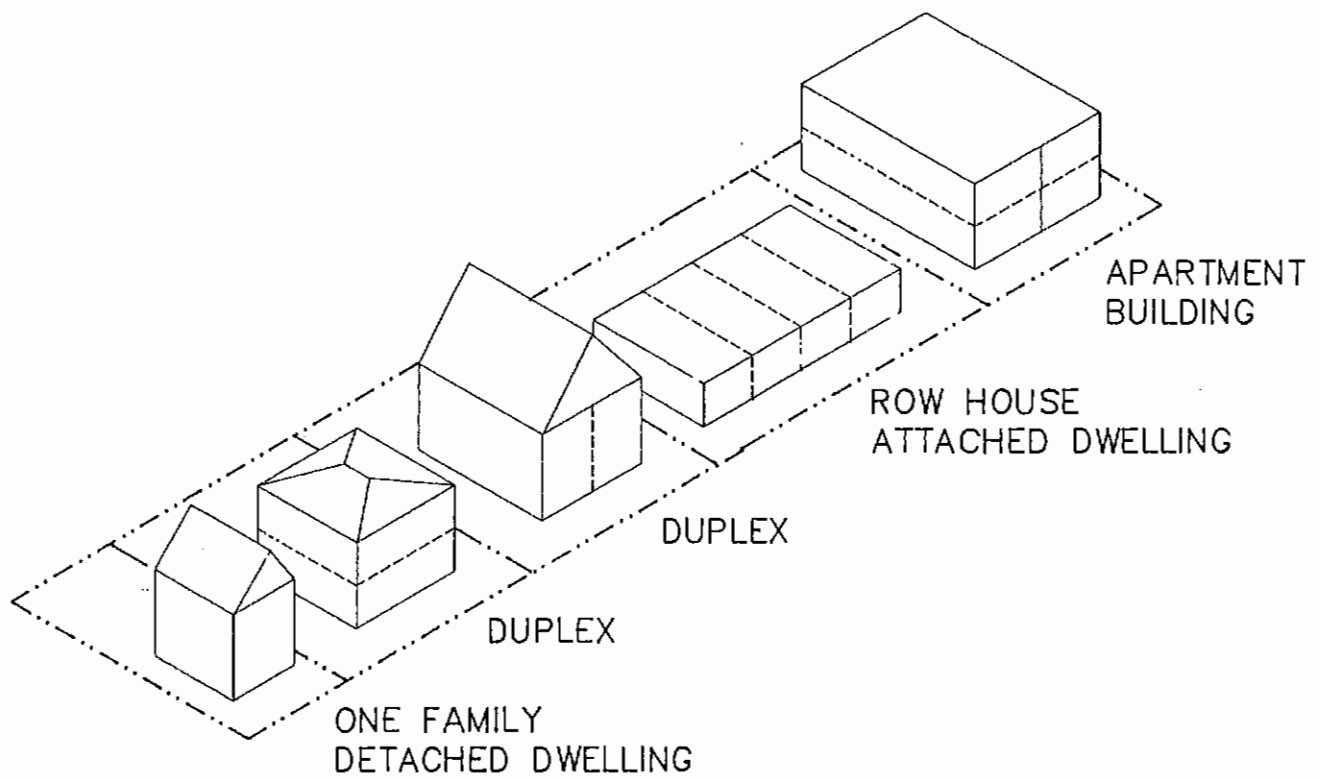 APARTMENT
BUILDING
ROW HOUSE
ATTACHED DWELLING
DUPLEX
DUPLEX
ONE FAMILY
DETACHED DWELLING